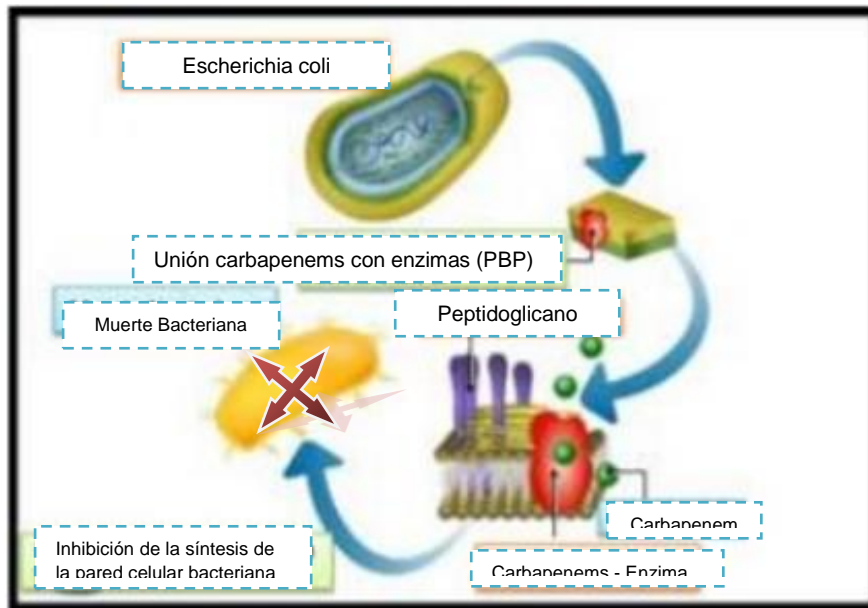 Escherichia coli
Unión carbapenems con enzimas (PBP)
Muerte Bacteriana
Peptidoglicano
Carbapenem
Inhibición de la síntesis de
la pared celular bacteriana
Carbapenems - Enzima